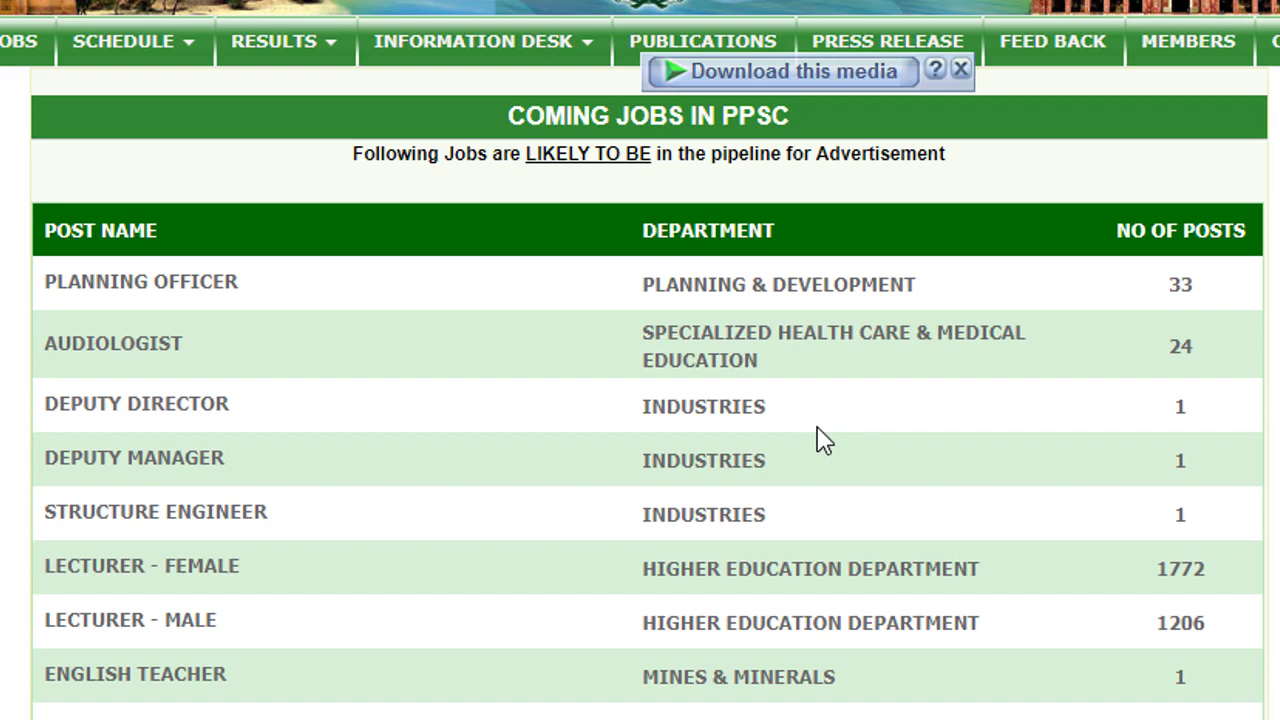 OBS SCHEDULE RESULTS INFORMATION DESK PUBLICATIONS PRESS RELEASE FEED BACK MEMBERS
Download this media ? X
COMING JOBS IN PPSC
Following Jobs are LIKELY TO BE in the pipeline for Advertisement
POST NAME DEPARTMENT NO OF POSTS
PLANNING OFFICER PLANNING & DEVELOPMENT 33
AUDIOLOGIST SPECIALIZED HEALTH CARE & MEDICAL
EDUCATION 24
DEPUTY DIRECTOR INDUSTRIES 1
DEPUTY MANAGER INDUSTRIES 1
STRUCTURE ENGINEER INDUSTRIES 1
LECTURER - FEMALE HIGHER EDUCATION DEPARTMENT 1772
LECTURER - MALE HIGHER EDUCATION DEPARTMENT 1206
ENGLISH TEACHER MINES & MINERALS 1